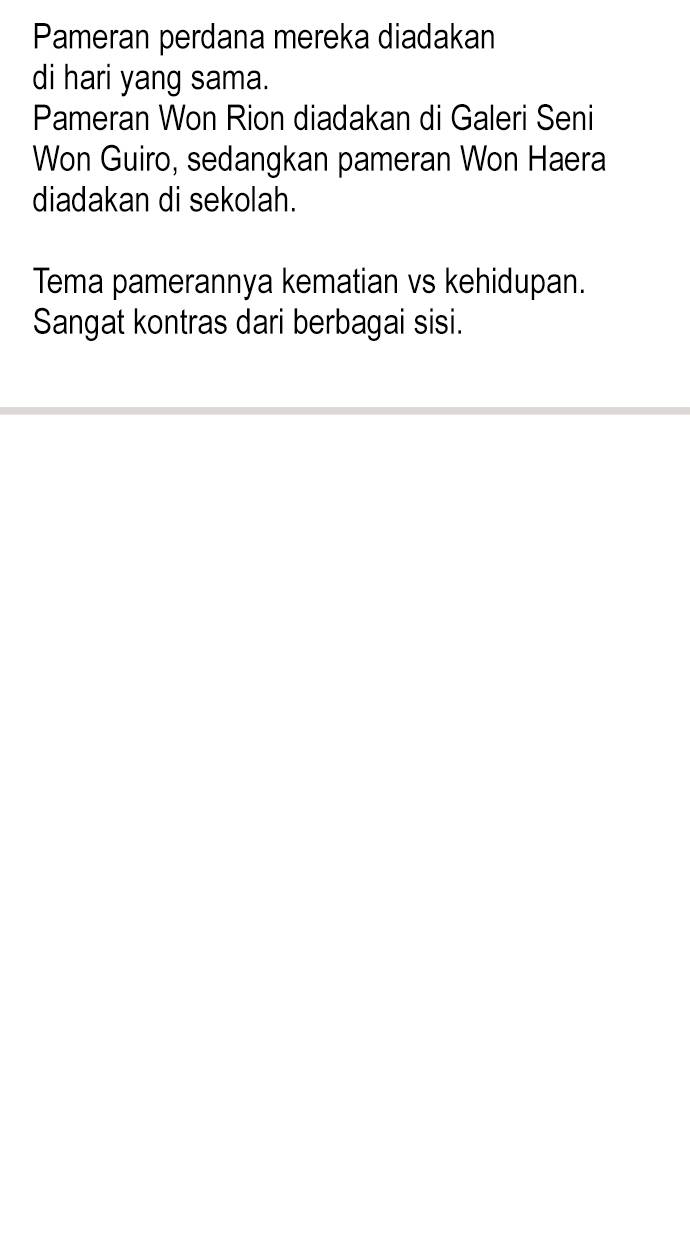 Pameran perdana mereka diadakan
di hari yang sama.
Pameran Won Rion diadakan di Galeri Seni
Won Guiro, sedangkan pameran Won Haera
diadakan di sekolah.
Tema pamerannya kematian vs kehidupan.
Sangat kontras dari berbagai sisi.